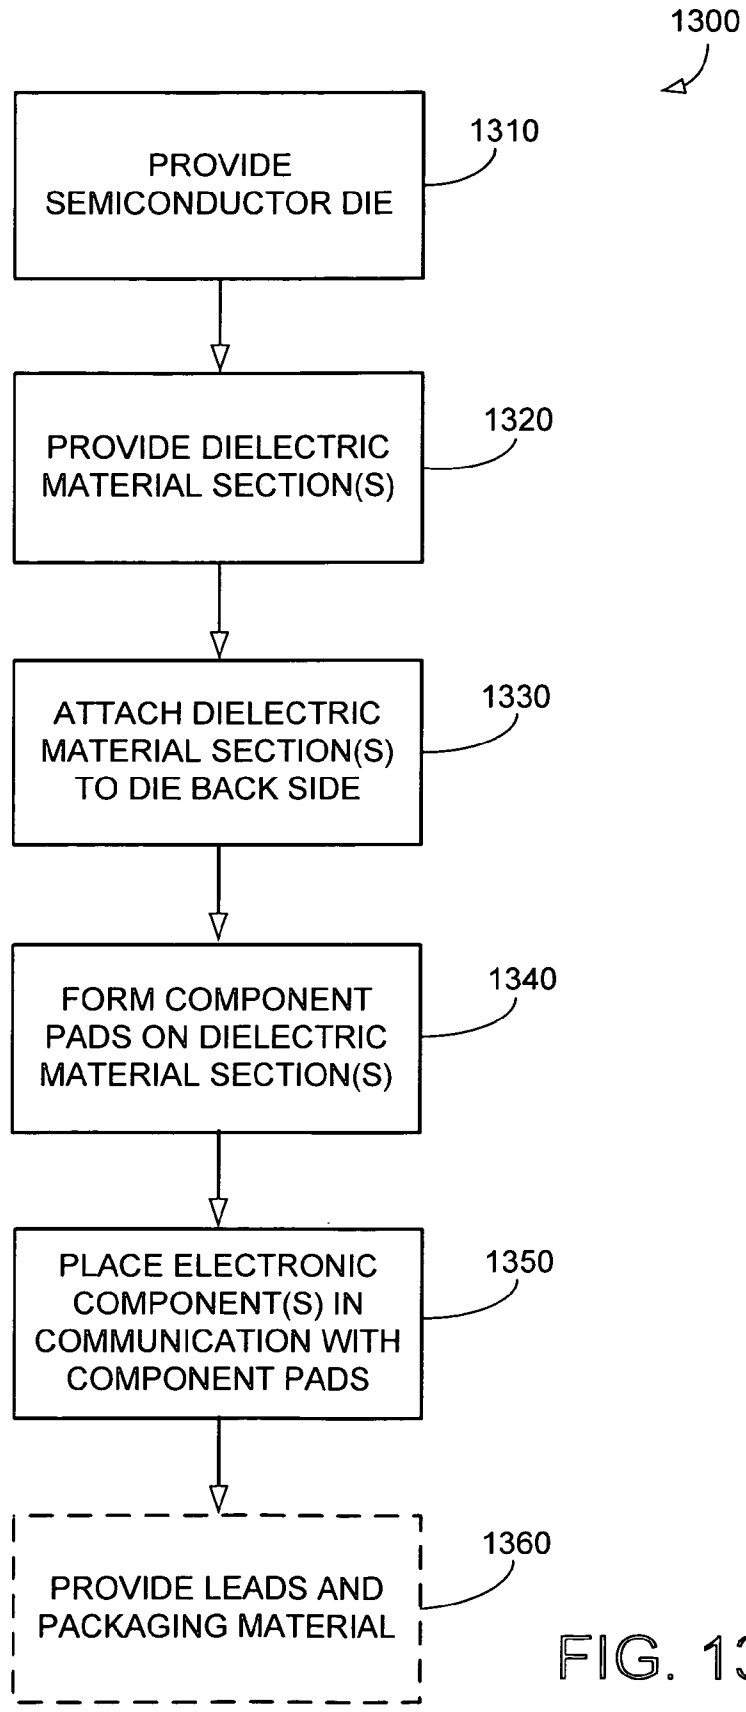 1300
1310
PROVIDE
SEMICONDUCTOR DIE
1320
PROVIDE DIELECTRIC
MATERIAL SECTION(S)
1330
ATTACH DIELECTRIC
MATERIAL SECTION(S)
TO DIE BACK SIDE
1340
FORM COMPONENT
PADS ON DIELECTRIC
MATERIAL SECTION(S)
1350
PLACE ELECTRONIC
COMPONENT(S) IN
COMMUNICATION WITH
COMPONENT PADS
1360
PROVIDE LEADS AND
PACKAGING MATERIAL
FIG. 13